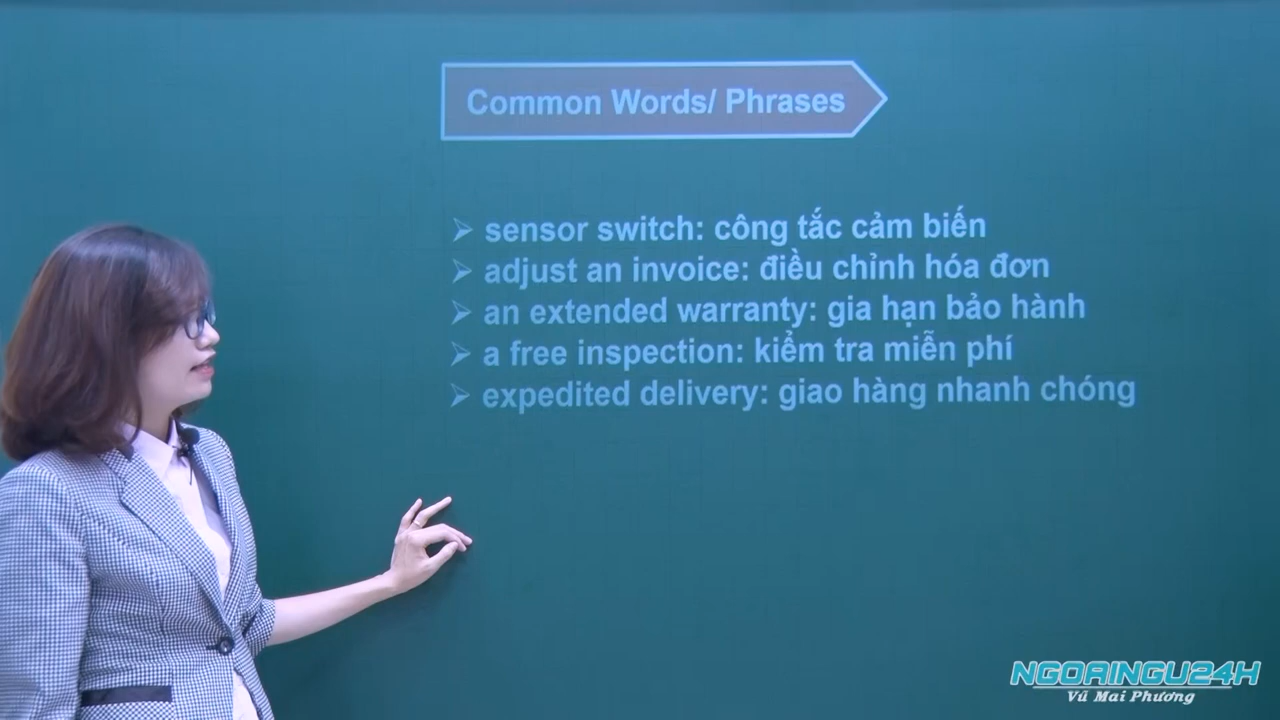 Common Words/ Phrases
➢ sensor switch: công tắc cảm biến
➢ adjust an invoice: điều chỉnh hóa đơn
➢ an extended warranty: gia hạn bảo hành
➢ a free inspection: kiểm tra miễn phí
➢ expedited delivery: giao hàng nhanh chóng
NGOAINGU24H
Vũ Mai Phương